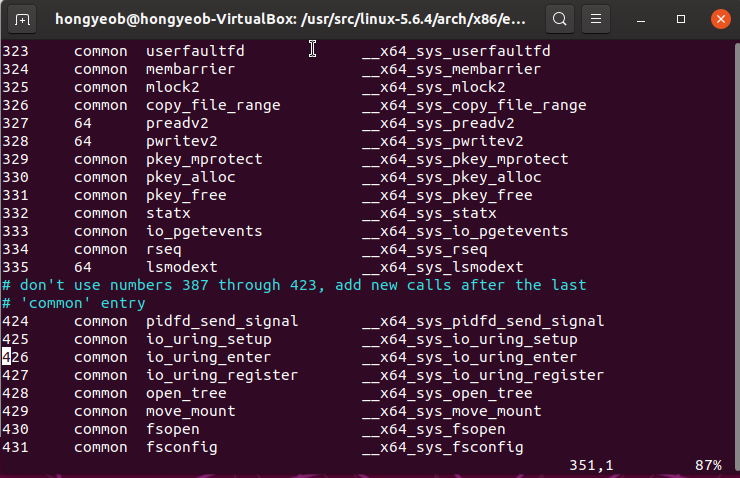 hongyeob@hongyeob-VirtualBox: /usr/src/linux-5.6.4/arch/x86/e...
323 common userfaultfd __x64_sys_userfaultfd
324 common membarrier __x64_sys_membarrier
325 common mlock2 __x64_sys_mlock2
326 common copy_file_range __x64_sys_copy_file_range
327 64 preadv2 __x64_sys_preadv2
328 64 pwritev2 __x64_sys_pwritev2
329 common pkey_mprotect __x64_sys_pkey_mprotect
330 common pkey_alloc __x64_sys_pkey_alloc
331 common pkey_free __x64_sys_pkey_free
332 common statx __x64_sys_statx
333 common io_pgetevents __x64_sys_io_pgetevents
334 common rseq __x64_sys_rseq
335 64 lsmodext __x64_sys_lsmodext
# don't use numbers 387 through 423, add new calls after the last
# 'common' entry
424 common pidfd_send_signal __x64_sys_pidfd_send_signal
425 common io_uring_setup __x64_sys_io_uring_setup
426 common io_uring_enter __x64_sys_io_uring_enter
427 common io_uring_register __x64_sys_io_uring_register
428 common open_tree __x64_sys_open_tree
429 common move_mount __x64_sys_move_mount
430 common fsopen __x64_sys_fsopen
431 common fsconfig __x64_sys_fsconfig
351,1 87%